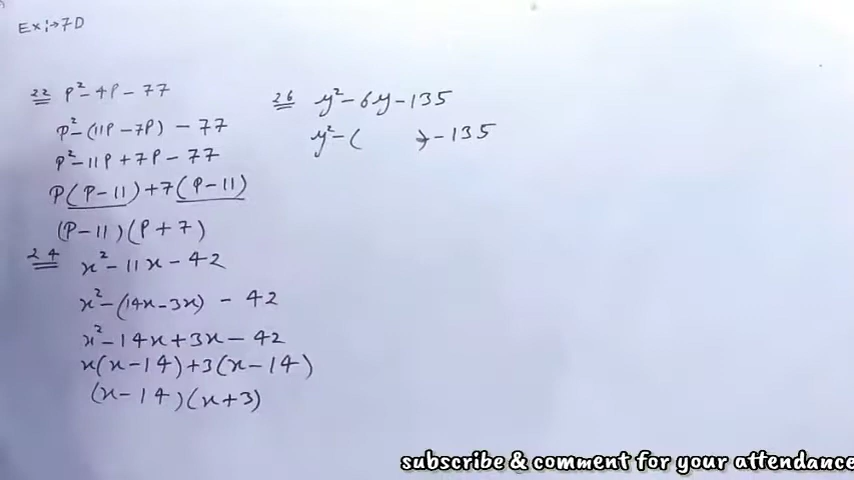 Ex:→7D
22 p²-4p-77
p²-(11p-7p) - 77
p²-11p+7p-77
p(p-11)+7(p-11)
(p-11)(p+7)
24 x²-11x-42
x²-(14x-3x) - 42
x²-14x+3x-42
x(x-14)+3(x-14)
(x-14)(x+3)
26 y²-6y-135
y²-( )-135
subscribe & comment for your attendance